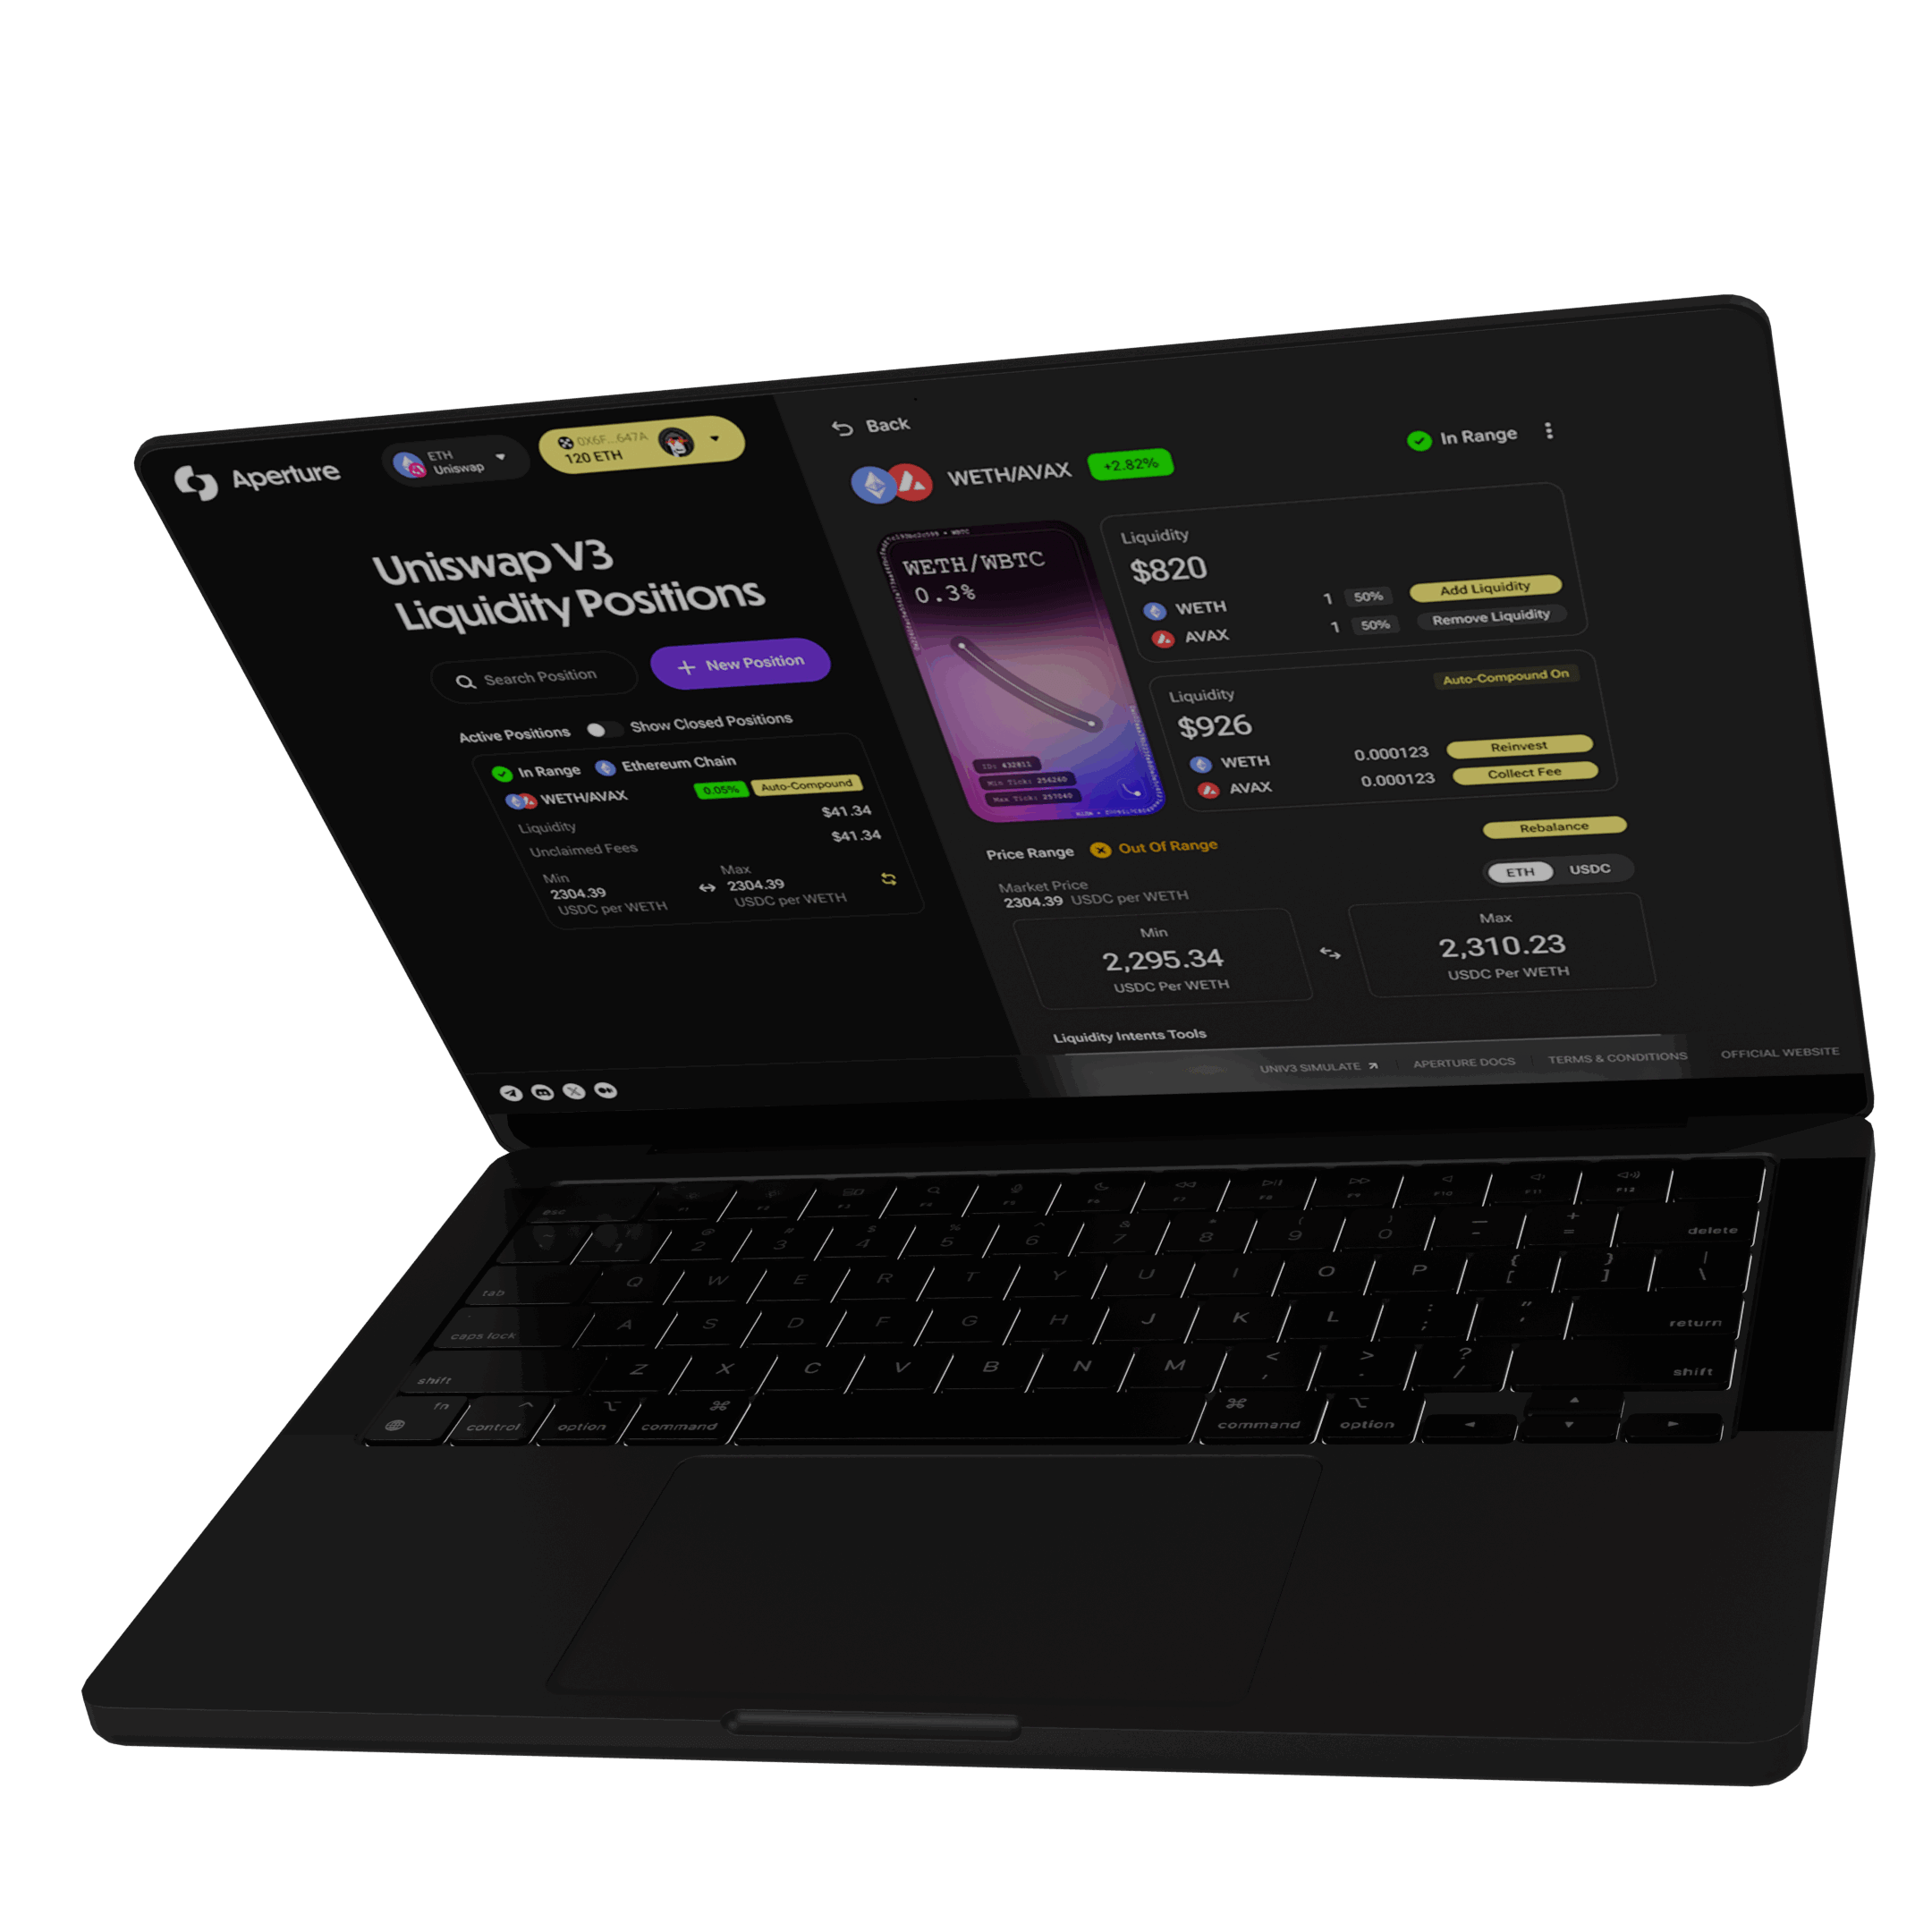 Aperture
ETH
Uniswap
0X6F...647A
120 ETH
Uniswap V3
Liquidity Positions
Search Position
New Position
Active Positions
Show Closed Positions
In Range
Ethereum Chain
WETH/AVAX
0.05%
Auto-Compound
Liquidity
$41.34
Unclaimed Fees
$41.34
Min
2304.39
USDC per WETH
Max
2304.39
USDC per WETH
Back
WETH/AVAX
+2.82%
In Range
WETH/WBTC
0.3%
ID: 432811
Min Tick: 256260
Max Tick: 257040
Liquidity
$820
WETH
1
50%
Add Liquidity
AVAX
1
50%
Remove Liquidity
Liquidity
Auto-Compound On
$926
WETH
0.000123
Reinvest
AVAX
0.000123
Collect Fee
Price Range
Out Of Range
Rebalance
Market Price
2304.39 USDC per WETH
ETH
USDC
Min
2,295.34
USDC Per WETH
Max
2,310.23
USDC Per WETH
Liquidity Intents Tools
UNIV3 SIMULATE
APERTURE DOCS
TERMS & CONDITIONS
OFFICIAL WEBSITE
esc F1 F2 F3 F4 F5 F6 F7 F8 F9 F10 F11 F12
1 2 3 4 5 6 7 8 9 0 - = delete
tab Q W E R T Y U I O P [ ] \
caps lock A S D F G H J K L ; ' return
shift Z X C V B N M , . / shift
fn control option command command option